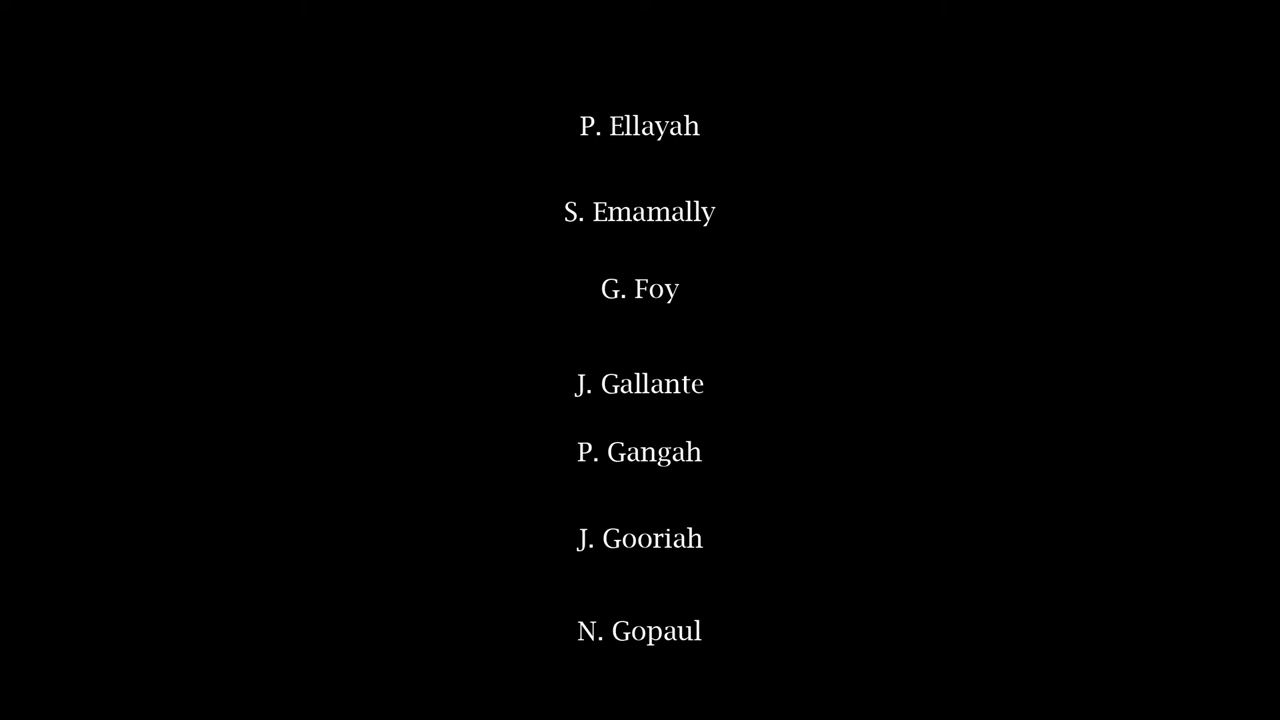 P. Ellayah
S. Emamally
G. Foy
J. Gallante
P. Gangah
J. Gooriah
N. Gopaul